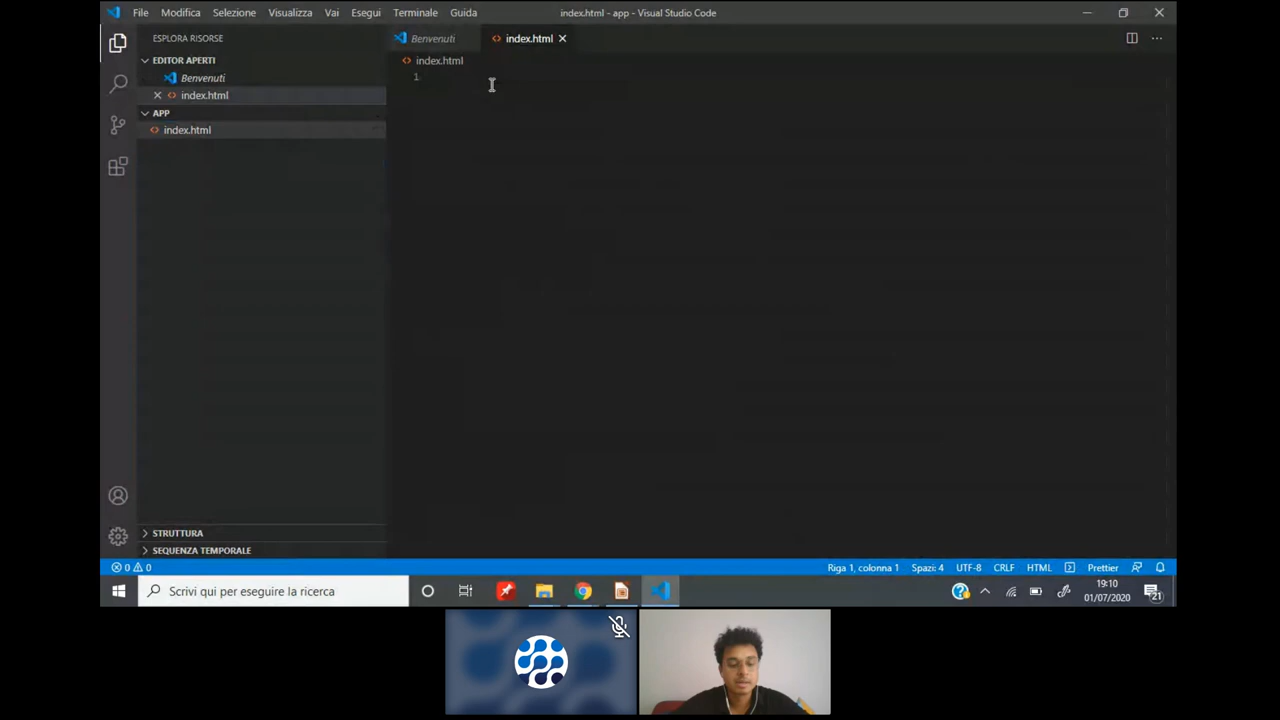 File Modifica Selezione Visualizza Vai Esegui Terminale Guida index.html - app - Visual Studio Code
ESPLORA RISORSE
Benvenuti index.html
EDITOR APERTI
index.html
Benvenuti
1
index.html
APP
index.html
STRUTTURA
SEQUENZA TEMPORALE
0 0 Riga 1, colonna 1 Spazi: 4 UTF-8 CRLF HTML Prettier
Scrivi qui per eseguire la ricerca
19:10
01/07/2020
21